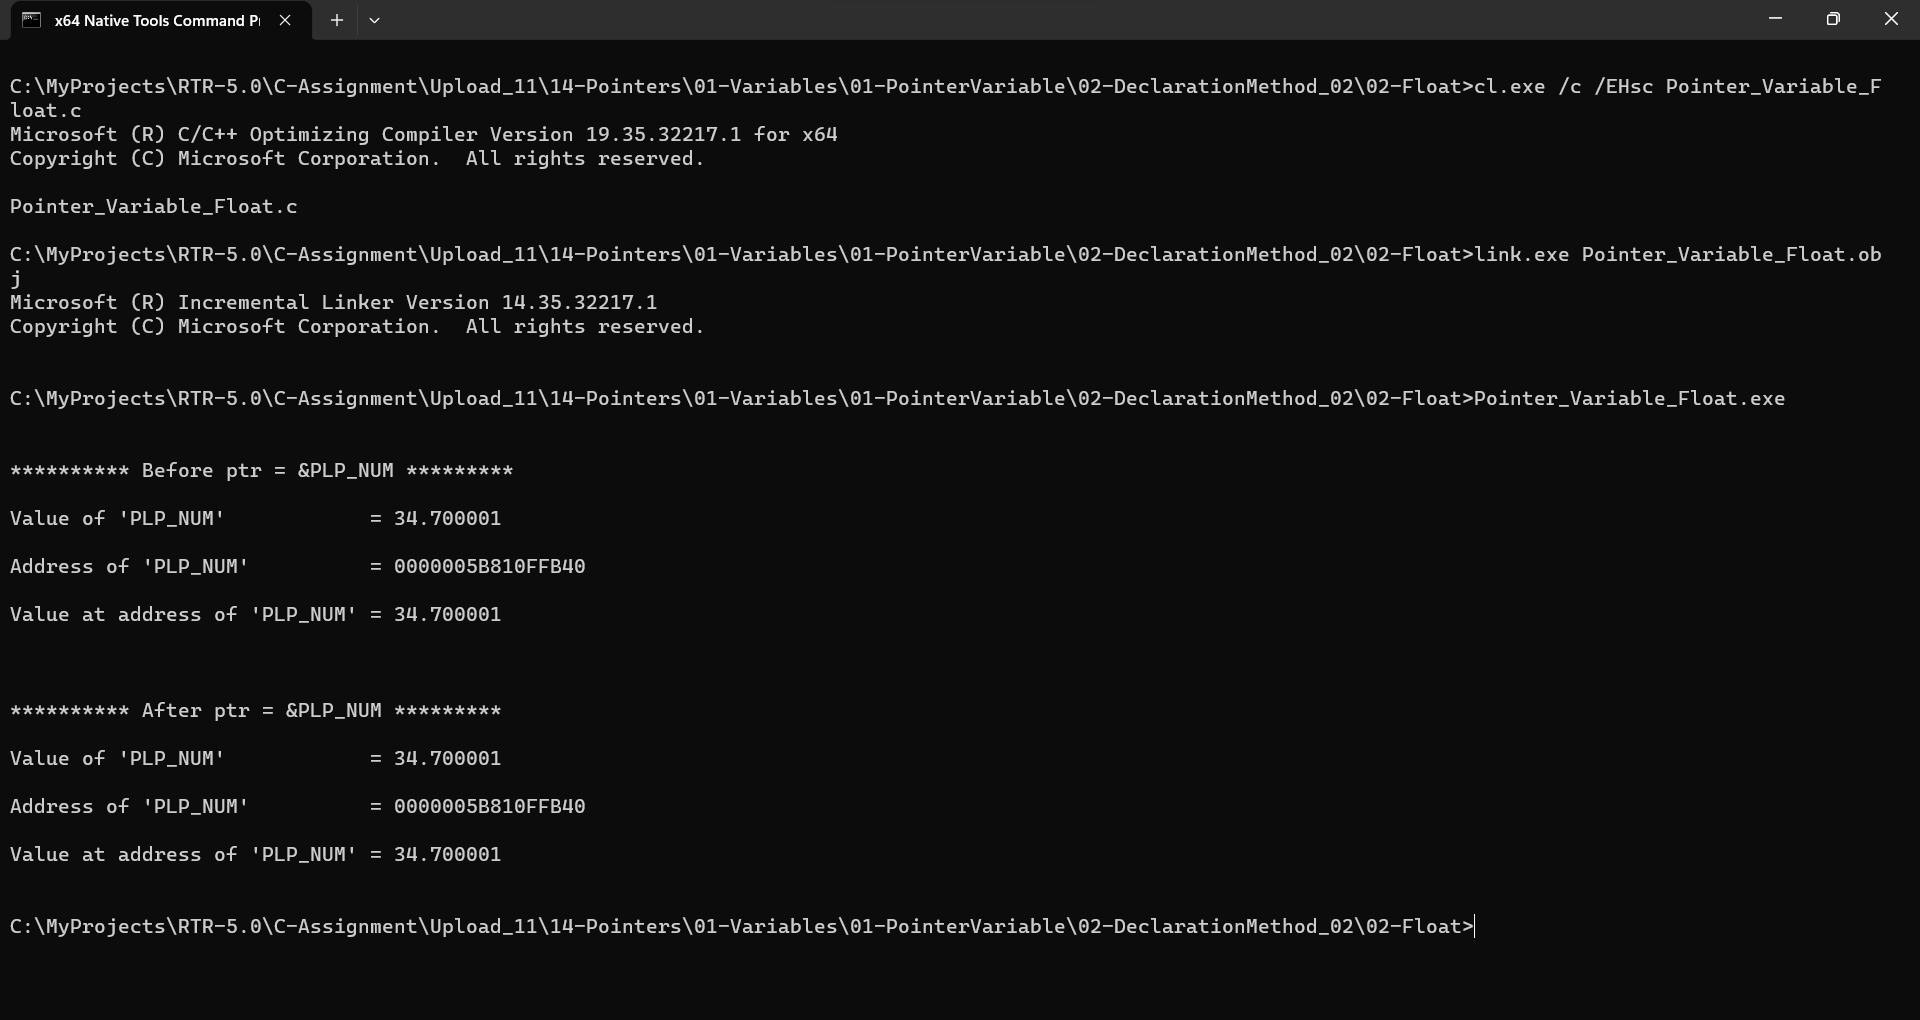 x64 Native Tools Command P
C:\MyProjects\RTR-5.0\C-Assignment\Upload_11\14-Pointers\01-Variables\01-PointerVariable\02-DeclarationMethod_02\02-Float>cl.exe /c /EHsc Pointer_Variable_F
loat.c
Microsoft (R) C/C++ Optimizing Compiler Version 19.35.32217.1 for x64
Copyright (C) Microsoft Corporation.  All rights reserved.
Pointer_Variable_Float.c
C:\MyProjects\RTR-5.0\C-Assignment\Upload_11\14-Pointers\01-Variables\01-PointerVariable\02-DeclarationMethod_02\02-Float>link.exe Pointer_Variable_Float.ob
j
Microsoft (R) Incremental Linker Version 14.35.32217.1
Copyright (C) Microsoft Corporation.  All rights reserved.
C:\MyProjects\RTR-5.0\C-Assignment\Upload_11\14-Pointers\01-Variables\01-PointerVariable\02-DeclarationMethod_02\02-Float>Pointer_Variable_Float.exe
********** Before ptr = &PLP_NUM *********
Value of 'PLP_NUM'            = 34.700001
Address of 'PLP_NUM'          = 0000005B810FFB40
Value at address of 'PLP_NUM' = 34.700001
********** After ptr = &PLP_NUM *********
Value of 'PLP_NUM'            = 34.700001
Address of 'PLP_NUM'          = 0000005B810FFB40
Value at address of 'PLP_NUM' = 34.700001
C:\MyProjects\RTR-5.0\C-Assignment\Upload_11\14-Pointers\01-Variables\01-PointerVariable\02-DeclarationMethod_02\02-Float>